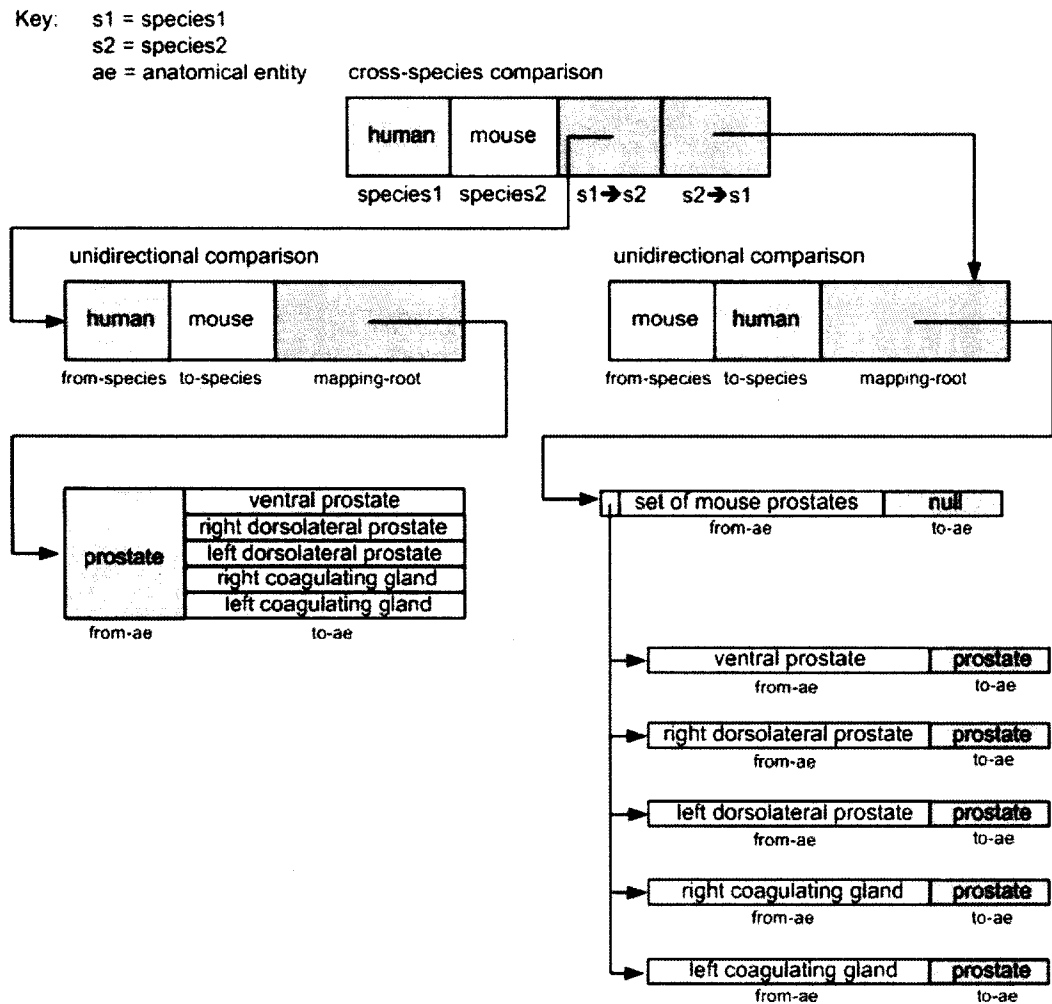 Key: s1 = species1
s2 = species2
ae = anatomical entity
cross-species comparison
human mouse
species1 species2 s1➔s2 s2➔s1
unidirectional comparison
human mouse
from-species to-species mapping-root
unidirectional comparison
mouse human
from-species to-species mapping-root
prostate
ventral prostate
right dorsolateral prostate
left dorsolateral prostate
right coagulating gland
left coagulating gland
from-ae to-ae
set of mouse prostates null
from-ae to-ae
ventral prostate prostate
from-ae to-ae
right dorsolateral prostate prostate
from-ae to-ae
left dorsolateral prostate prostate
from-ae to-ae
right coagulating gland prostate
from-ae to-ae
left coagulating gland prostate
from-ae to-ae